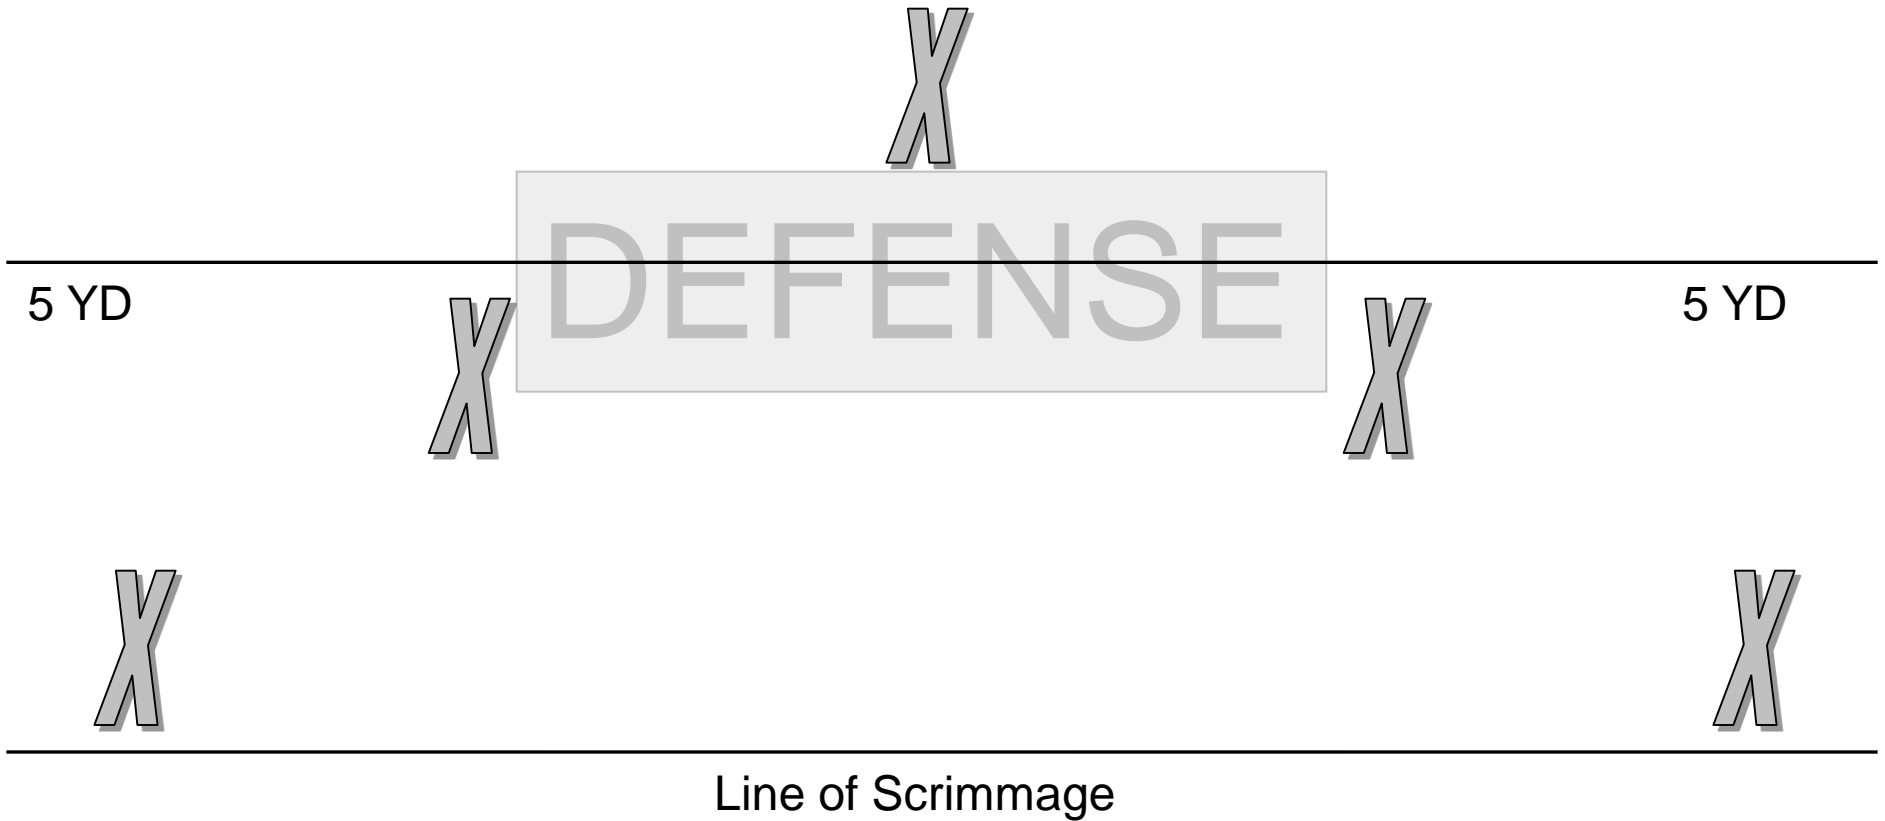 X
DEFENSE
5 YD 5 YD
X X
X X
Line of Scrimmage